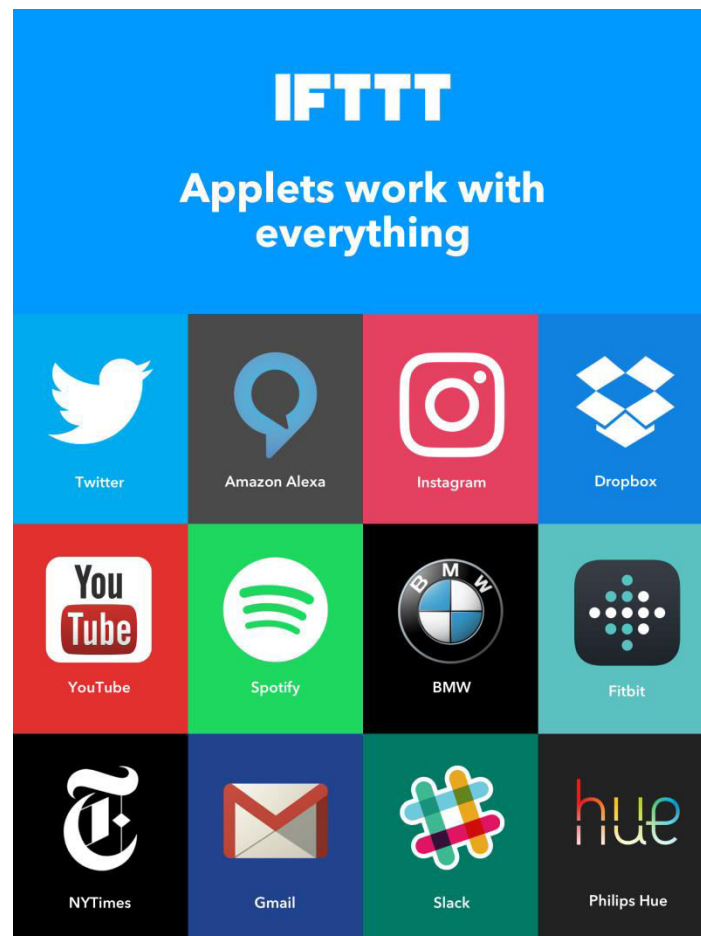 IFTTT
Applets work with
everything
Twitter
Amazon Alexa
Instagram
Dropbox
You
Tube
YouTube
Spotify
BMW
BMW
Fitbit
T
NYTimes
M
Gmail
Slack
hue
Philips Hue